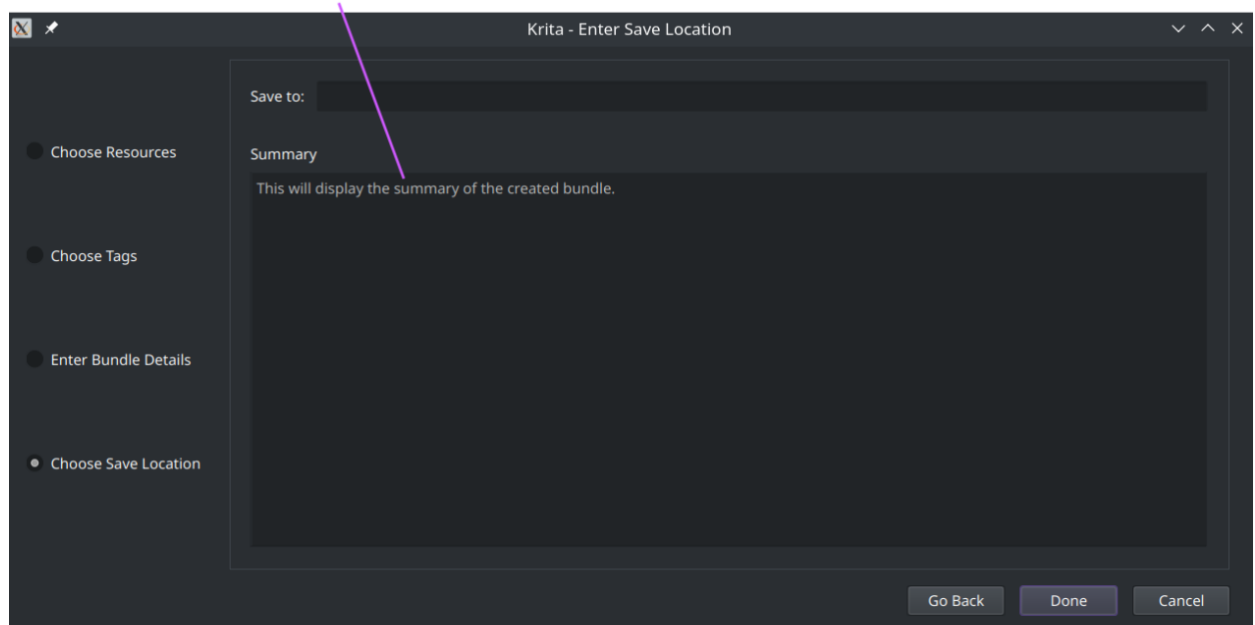 Krita - Enter Save Location
Save to:
Choose Resources
Summary
This will display the summary of the created bundle.
Choose Tags
Enter Bundle Details
Choose Save Location
Go Back
Done
Cancel